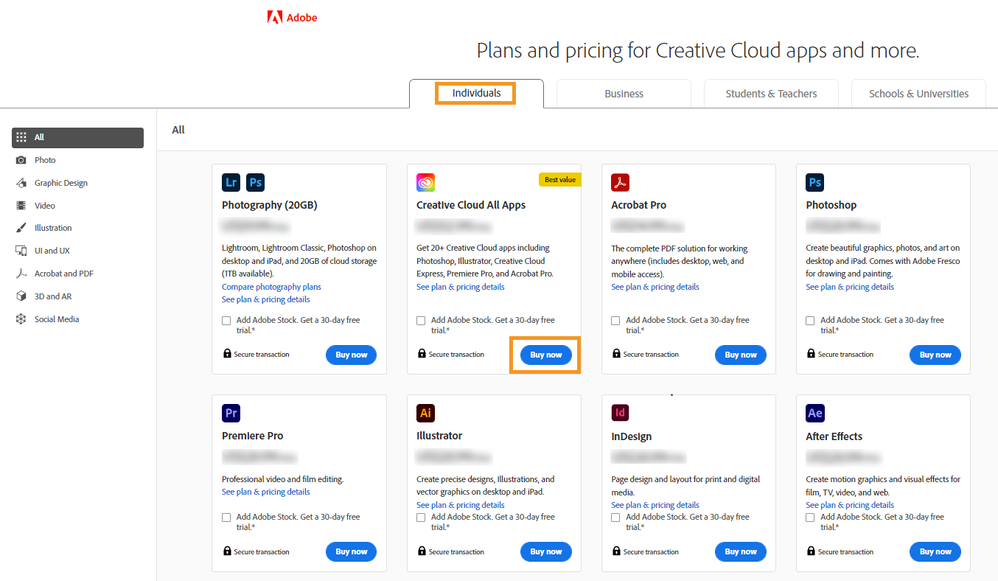 Adobe
Plans and pricing for Creative Cloud apps and more.
Individuals
Business
Students & Teachers
Schools & Universities
All
Photo
Graphic Design
Video
Illustration
UI and UX
Acrobat and PDF
3D and AR
Social Media
All
Lr Ps
Photography (20GB)
Lightroom, Lightroom Classic, Photoshop on
desktop and iPad, and 20GB of cloud storage
(1TB available).
Compare photography plans
See plan & pricing details
Add Adobe Stock. Get a 30-day free
trial.*
Secure transaction
Buy now
Best value
Creative Cloud All Apps
Get 20+ Creative Cloud apps including
Photoshop, Illustrator, Creative Cloud
Express, Premiere Pro, and Acrobat Pro.
See plan & pricing details
Add Adobe Stock. Get a 30-day free
trial.*
Secure transaction
Buy now
Acrobat Pro
The complete PDF solution for working
anywhere (includes desktop, web, and
mobile access).
See plan & pricing details
Add Adobe Stock. Get a 30-day free
trial.*
Secure transaction
Buy now
Ps
Photoshop
Create beautiful graphics, photos, and art on
desktop and iPad. Comes with Adobe Fresco
for drawing and painting.
See plan & pricing details
Add Adobe Stock. Get a 30-day free
trial.*
Secure transaction
Buy now
Pr
Premiere Pro
Professional video and film editing.
See plan & pricing details
Add Adobe Stock. Get a 30-day free
trial.*
Secure transaction
Buy now
Ai
Illustrator
Create precise designs, Illustrations, and
vector graphics on desktop and iPad.
See plan & pricing details
Add Adobe Stock. Get a 30-day free
trial.*
Secure transaction
Buy now
Id
InDesign
Page design and layout for print and digital
media.
See plan & pricing details
Add Adobe Stock. Get a 30-day free
trial.*
Secure transaction
Buy now
Ae
After Effects
Create motion graphics and visual effects for
film, TV, video, and web.
See plan & pricing details
Add Adobe Stock. Get a 30-day free
trial.*
Secure transaction
Buy now